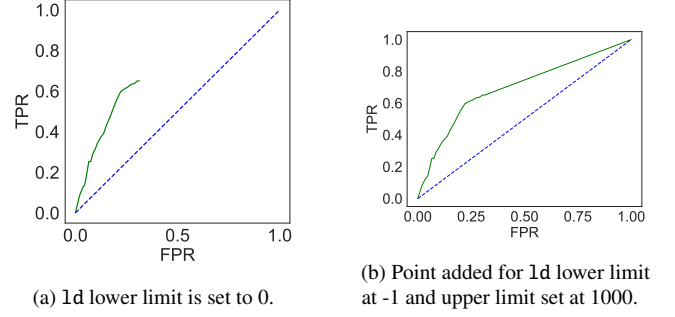 1.0
0.8
0.6
0.4
0.2
0.0
TPR
0.0 0.5 1.0
FPR
(a) ld lower limit is set to 0.
1.0
0.8
0.6
0.4
0.2
0.0
TPR
0.00 0.25 0.50 0.75 1.00
FPR
(b) Point added for ld lower limit
at -1 and upper limit set at 1000.